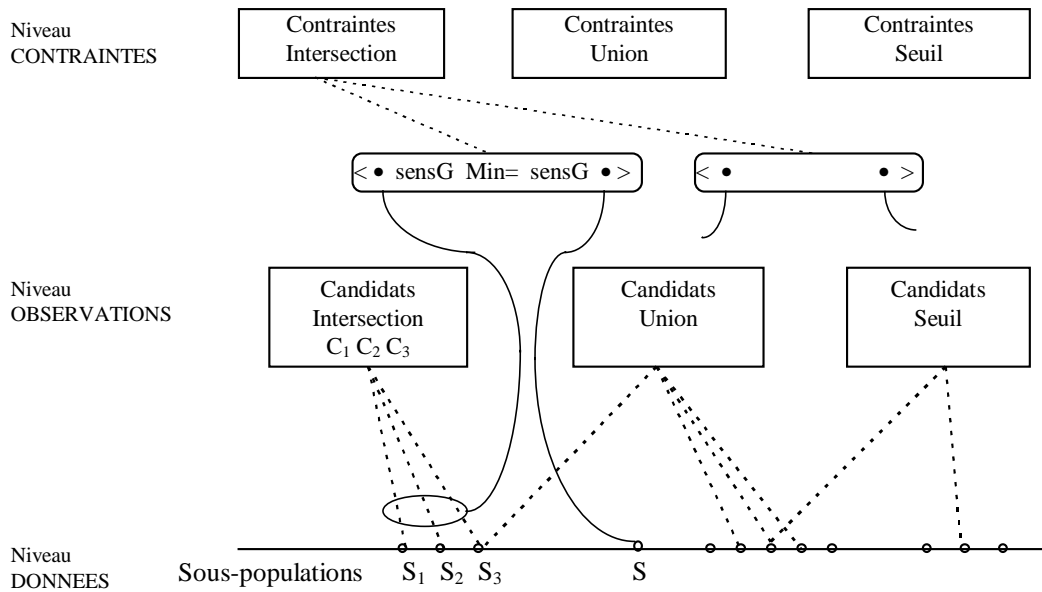 Niveau
CONTRAINTES
Contraintes
Intersection
Contraintes
Union
Contraintes
Seuil
< • sensG Min= sensG • >
< • • >
Niveau
OBSERVATIONS
Candidats
Intersection
C₁ C₂ C₃
Candidats
Union
Candidats
Seuil
Niveau
DONNEES
Sous-populations S₁ S₂ S₃ S